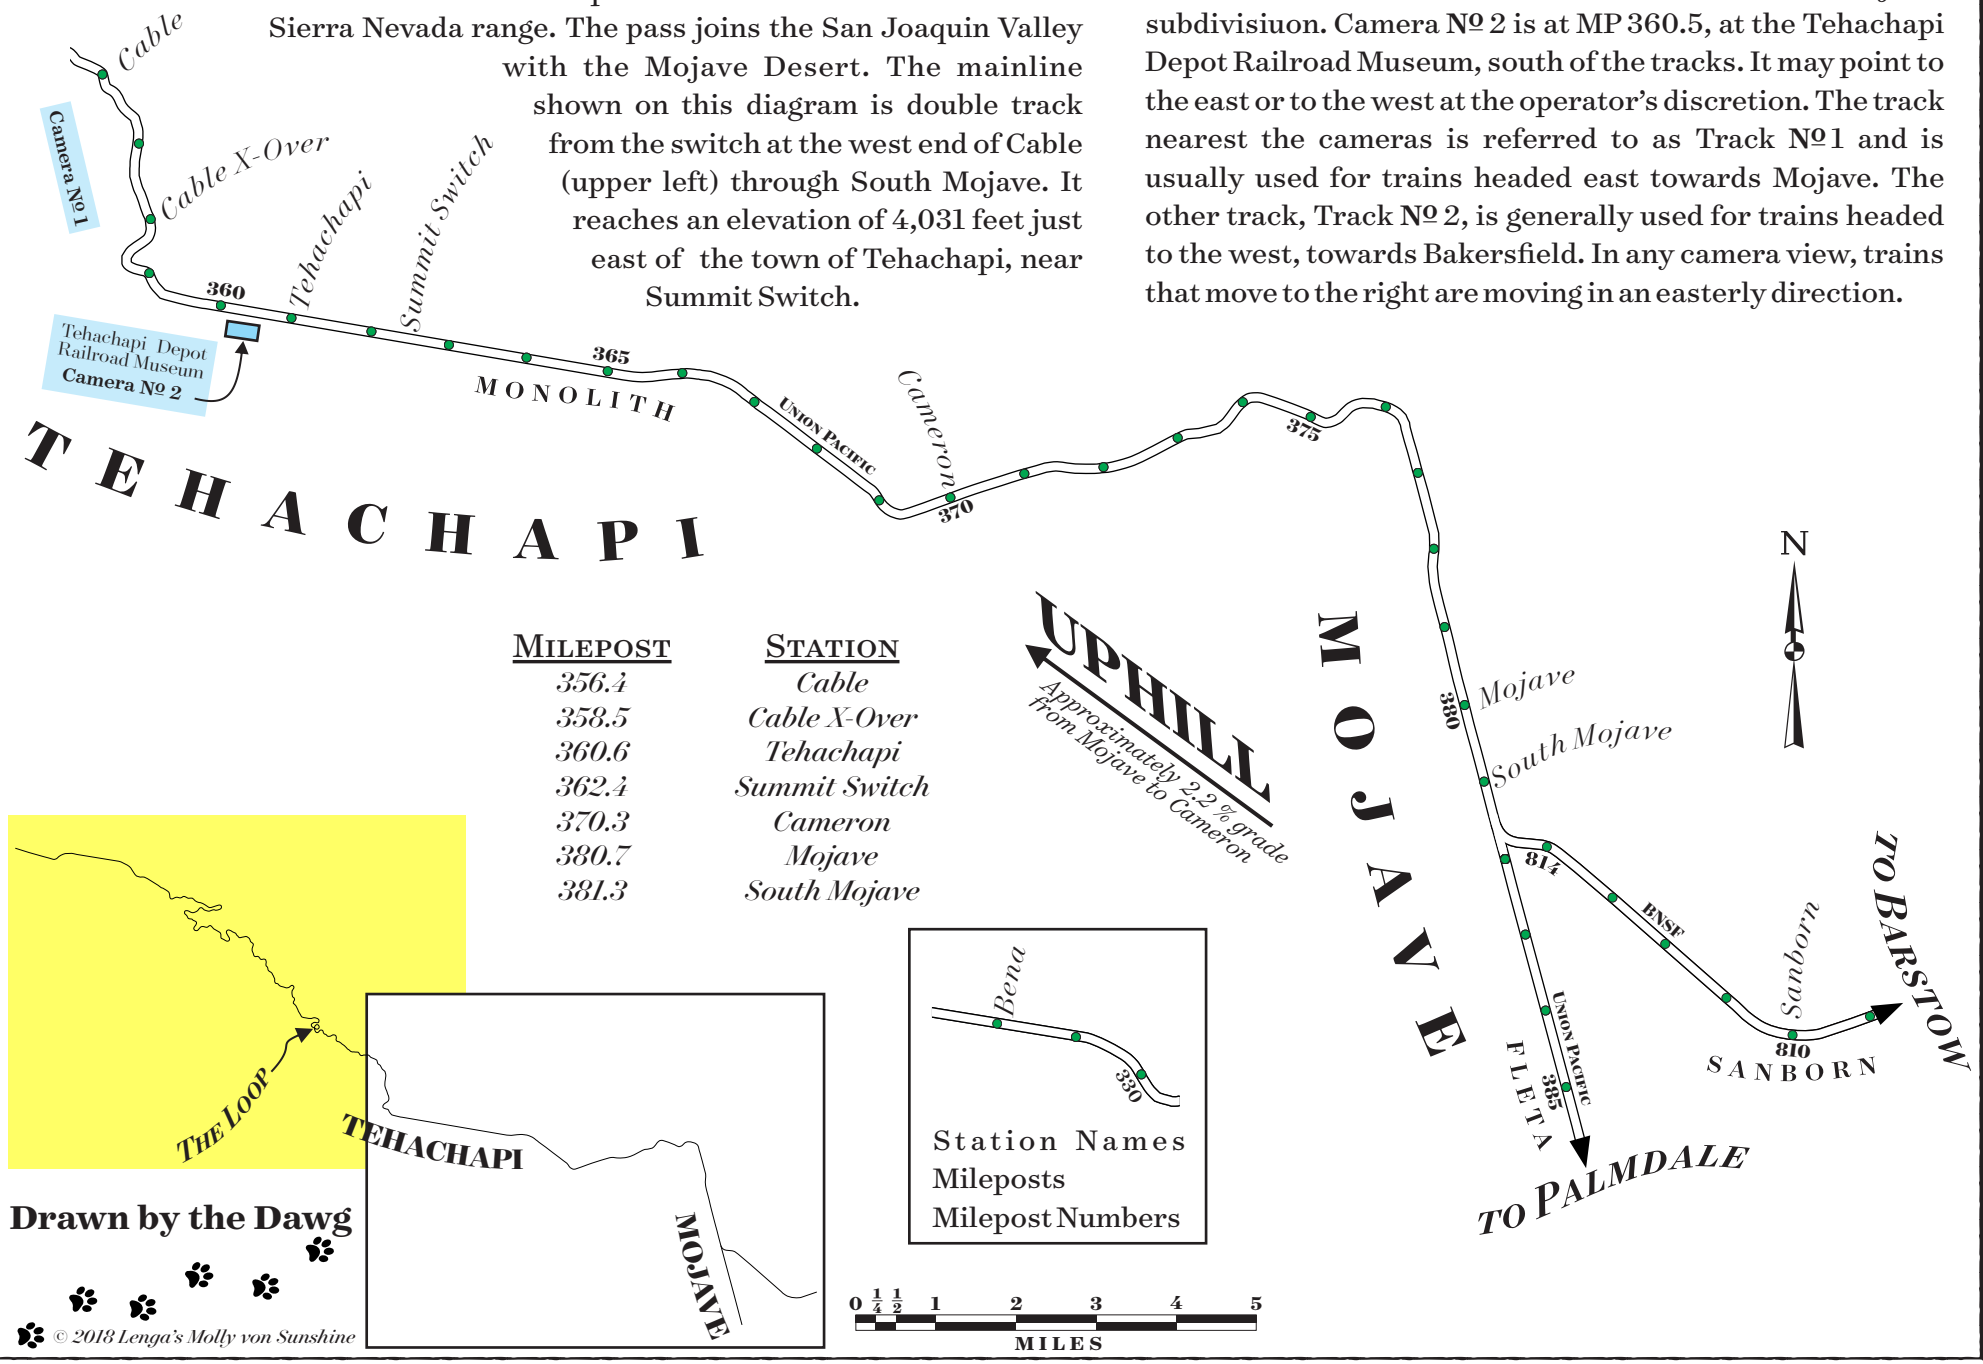 Sierra Nevada range. The pass joins the San Joaquin Valley
with the Mojave Desert. The mainline
shown on this diagram is double track
from the switch at the west end of Cable
(upper left) through South Mojave. It
reaches an elevation of 4,031 feet just
east of the town of Tehachapi, near
Summit Switch.
subdivisiuon. Camera № 2 is at MP 360.5, at the Tehachapi
Depot Railroad Museum, south of the tracks. It may point to
the east or to the west at the operator's discretion. The track
nearest the cameras is referred to as Track № 1 and is
usually used for trains headed east towards Mojave. The
other track, Track № 2, is generally used for trains headed
to the west, towards Bakersfield. In any camera view, trains
that move to the right are moving in an easterly direction.
Cable
Camera № 1
Cable X-Over
Tehachapi
Summit Switch
360
Tehachapi Depot
Railroad Museum
Camera № 2
365
MONOLITH
UNION PACIFIC
Cameron
370
375
TEHACHAPI
N
MILEPOST STATION
356.4 Cable
358.5 Cable X-Over
360.6 Tehachapi
362.4 Summit Switch
370.3 Cameron
380.7 Mojave
381.3 South Mojave
UPHILL
Approximately 2.2 % grade
from Mojave to Cameron
MOJAVE
380
Mojave
South Mojave
814
BNSF
Sanborn
810
SANBORN
TO BARSTOW
UNION PACIFIC
385
FLETA
TO PALMDALE
THE LOOP
TEHACHAPI
MOJAVE
Bena
330
Station Names
Mileposts
Milepost Numbers
Drawn by the Dawg
© 2018 Lenga's Molly von Sunshine
0 1/4 1/2 1 2 3 4 5
MILES